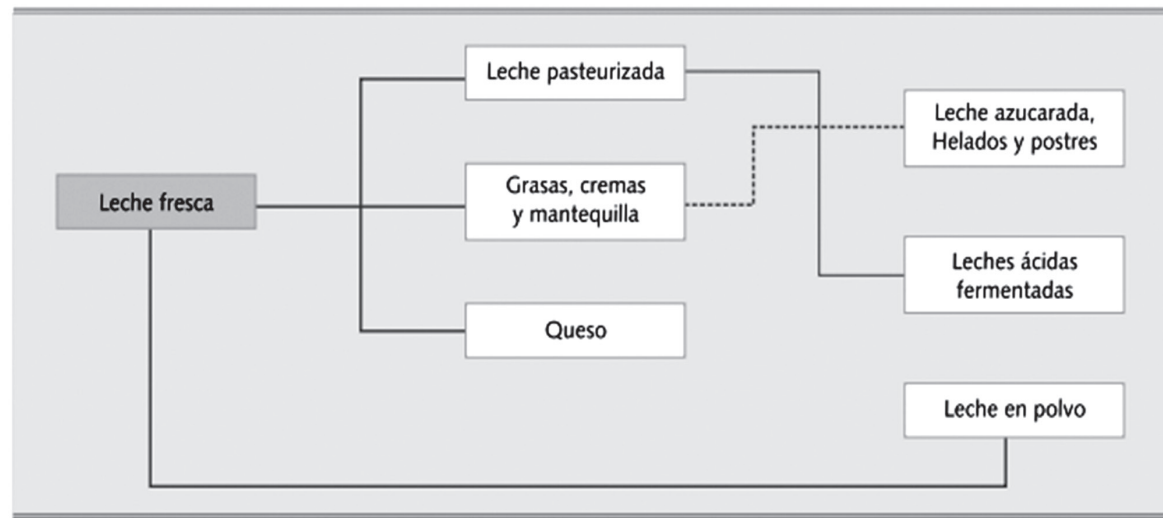 Leche fresca
Leche pasteurizada
Grasas, cremas
y mantequilla
Queso
Leche azucarada,
Helados y postres
Leches ácidas
fermentadas
Leche en polvo